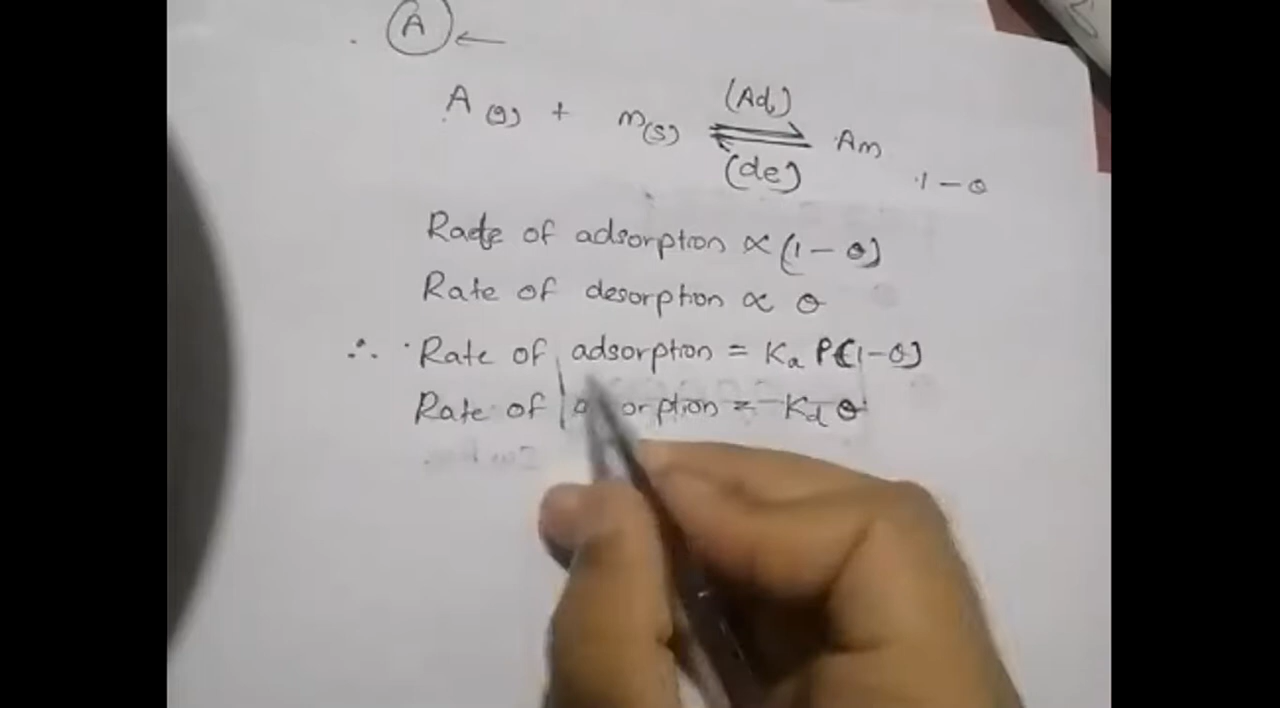 A ←
A (g) + m(s) ⇌ Am
(Ad)
(de)
1 - θ
Rate of adsorption ∝ (1 - θ)
Rate of desorption ∝ θ
∴ Rate of adsorption = Ka P(1-θ)
Rate of orption = Kd θ